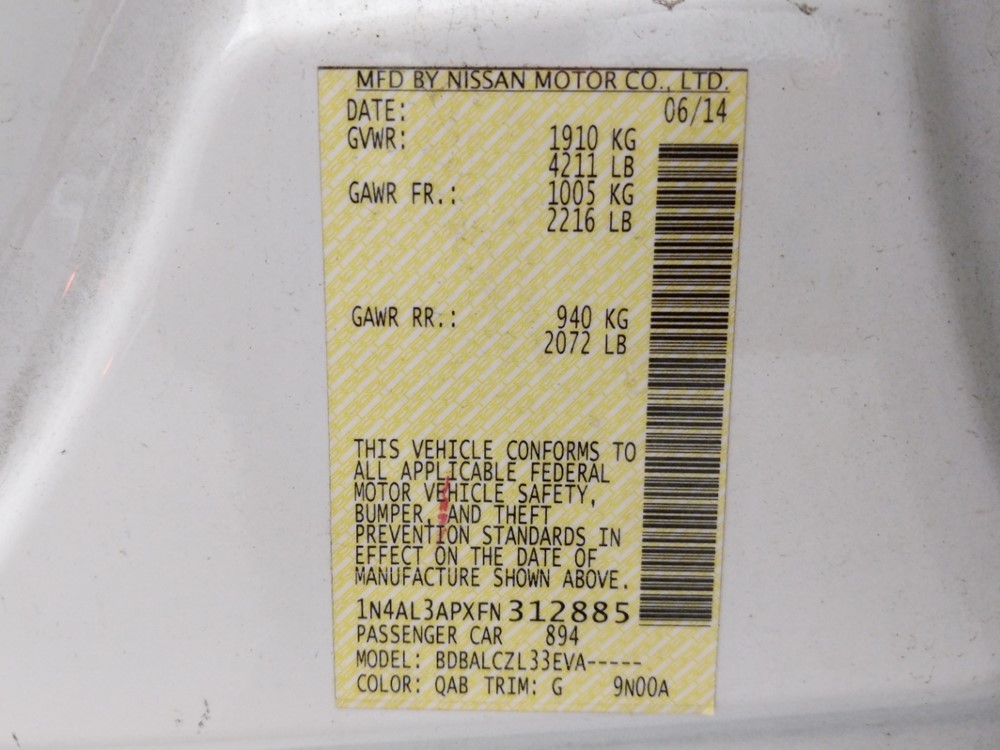 MFD BY NISSAN MOTOR CO., LTD.
DATE: 06/14
GVWR: 1910 KG
4211 LB
GAWR FR.: 1005 KG
2216 LB
GAWR RR.: 940 KG
2072 LB
THIS VEHICLE CONFORMS TO
ALL APPLICABLE FEDERAL
MOTOR VEHICLE SAFETY,
BUMPER, AND THEFT
PREVENTION STANDARDS IN
EFFECT ON THE DATE OF
MANUFACTURE SHOWN ABOVE.
1N4AL3APXFN312885
PASSENGER CAR 894
MODEL: BDBALCZL33EVA-----
COLOR: QAB TRIM: G 9N00A